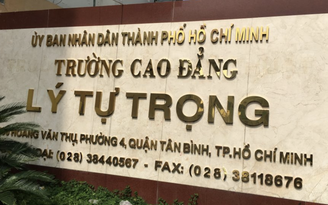 ỦY BAN NHÂN DÂN THÀNH PHỐ HỒ CHÍ MINH
TRƯỜNG CAO ĐẲNG
LÝ TỰ TRỌNG
HOÀNG VĂN THỤ, PHƯỜNG 4, QUẬN TÂN BÌNH, TP.HỒ CHÍ MINH
(028) 38440567 - FAX: (028) 38118676